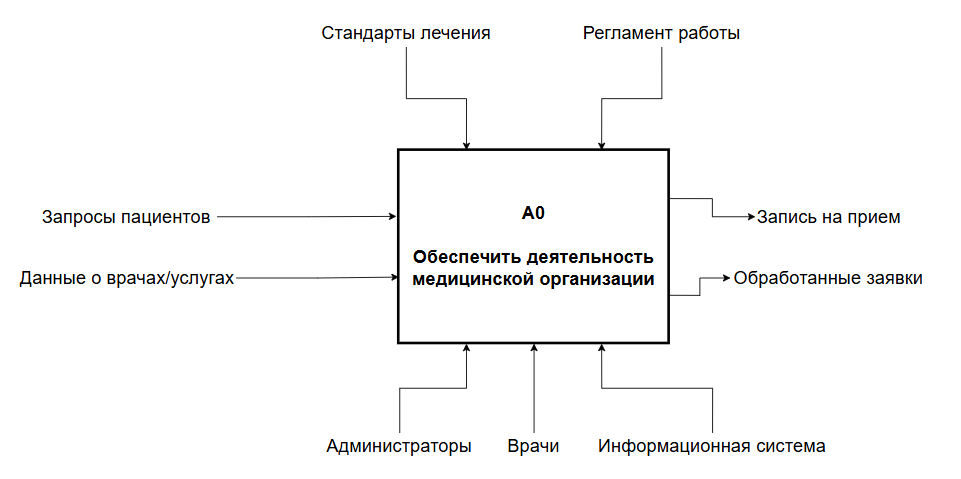 Стандарты лечения
Регламент работы
Запросы пациентов
Данные о врачах/услугах
A0
Обеспечить деятельность
медицинской организации
Запись на прием
Обработанные заявки
Администраторы
Врачи
Информационная система